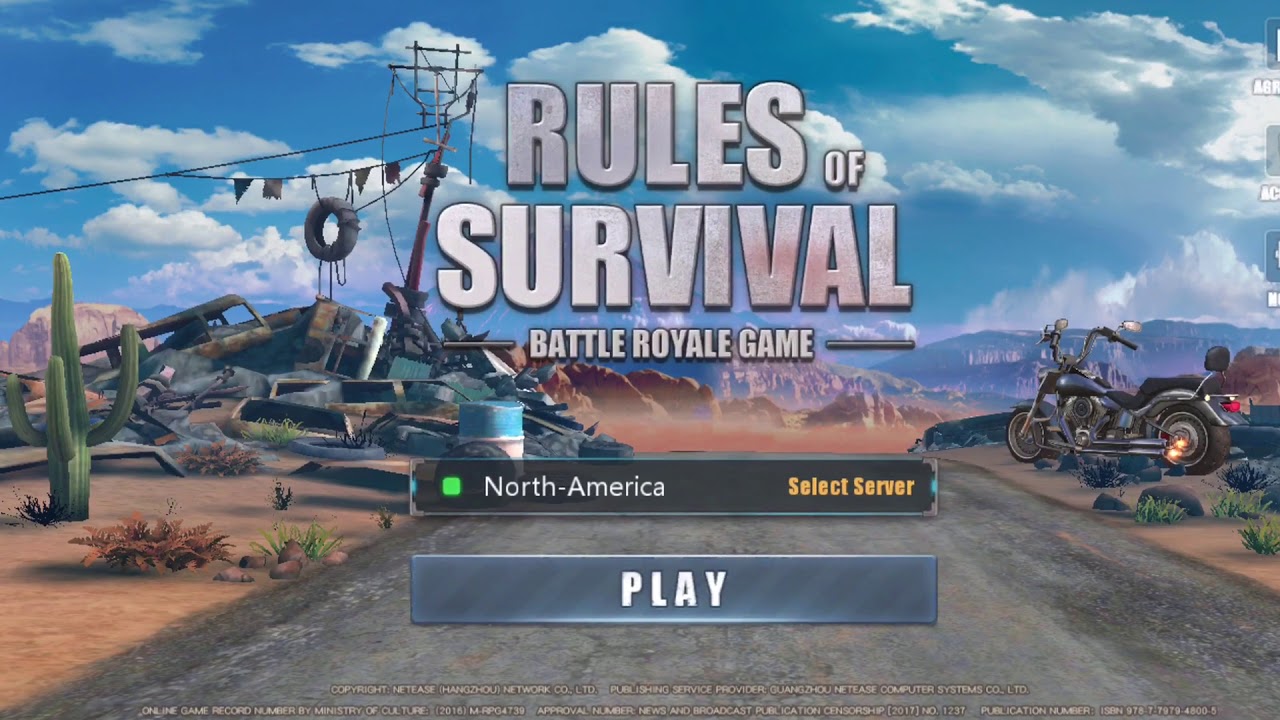 RULES OF
SURVIVAL
BATTLE ROYALE GAME
North-America Select Server
PLAY
COPYRIGHT: NETEASE (HANGZHOU) NETWORK CO., LTD. PUBLISHING SERVICE PROVIDER: GUANGZHOU NETEASE COMPUTER SYSTEMS CO., LTD.
ONLINE GAME RECORD NUMBER BY MINISTRY OF CULTURE: (2016) M-RPG4739 APPROVAL NUMBER: NEWS AND BROADCAST PUBLICATION CENSORSHIP [2017] NO. 1237 PUBLICATION NUMBER: ISBN 978-7-7979-4800-5